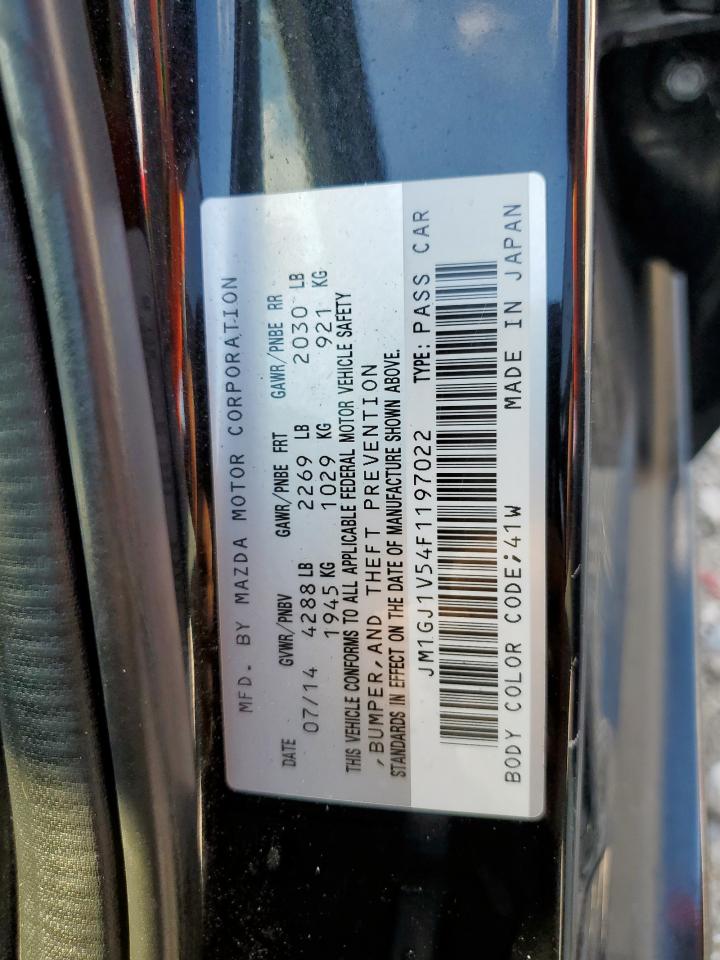 MFD. BY MAZDA MOTOR CORPORATION
DATE GVWR/PNBV GAWR/PNBE FRT GAWR/PNBE RR
07/14 4288 LB 2269 LB 2030 LB
1945 KG 1029 KG 921 KG
THIS VEHICLE CONFORMS TO ALL APPLICABLE FEDERAL MOTOR VEHICLE SAFETY
,BUMPER,AND THEFT PREVENTION
STANDARDS IN EFFECT ON THE DATE OF MANUFACTURE SHOWN ABOVE.
JM1GJ1V54F1197022 TYPE: PASS CAR
BODY COLOR CODE;41W MADE IN JAPAN